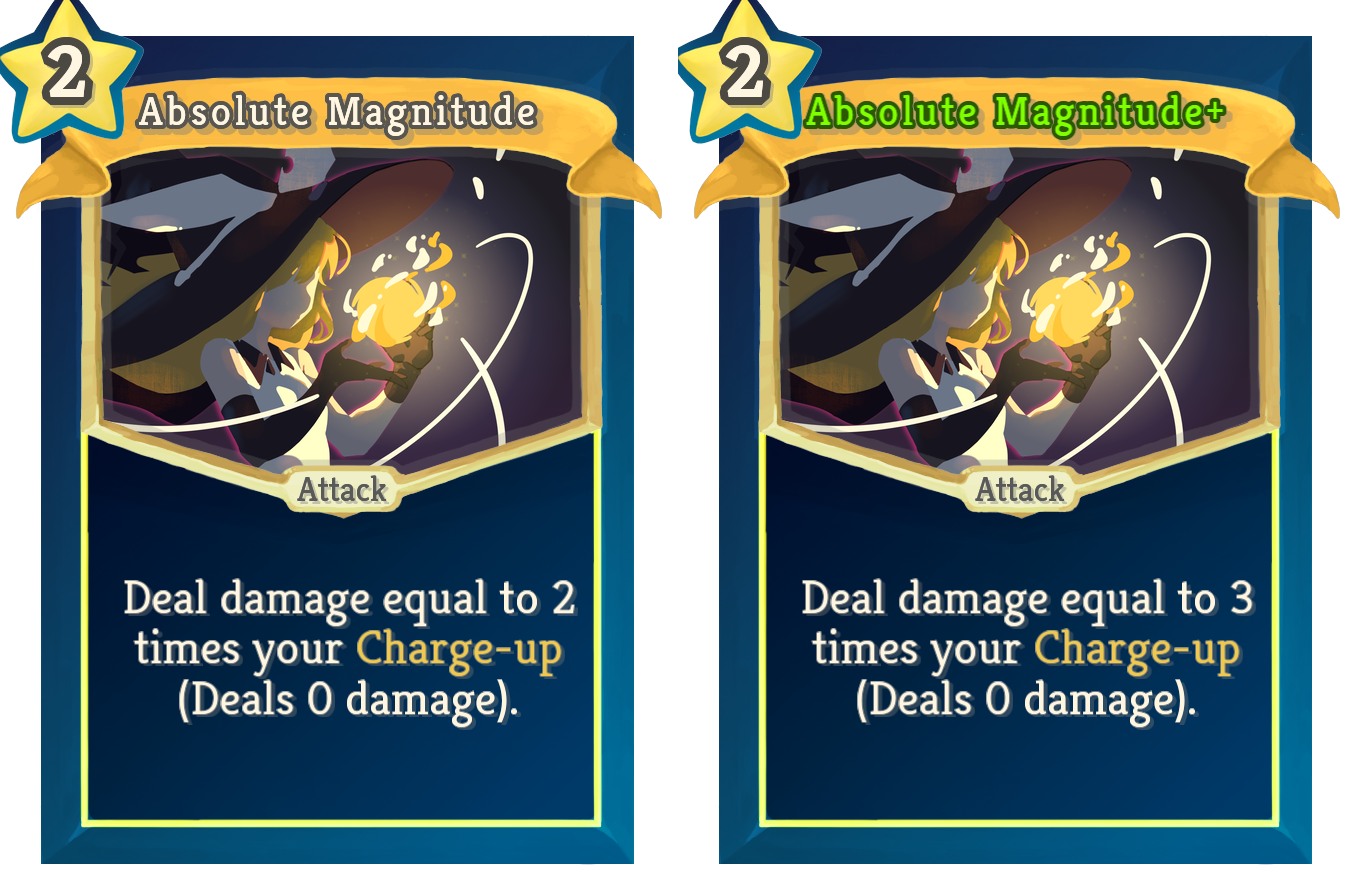 2
Absolute Magnitude
Attack
Deal damage equal to 2
times your Charge-up
(Deals 0 damage).
2
Absolute Magnitude+
Attack
Deal damage equal to 3
times your Charge-up
(Deals 0 damage).